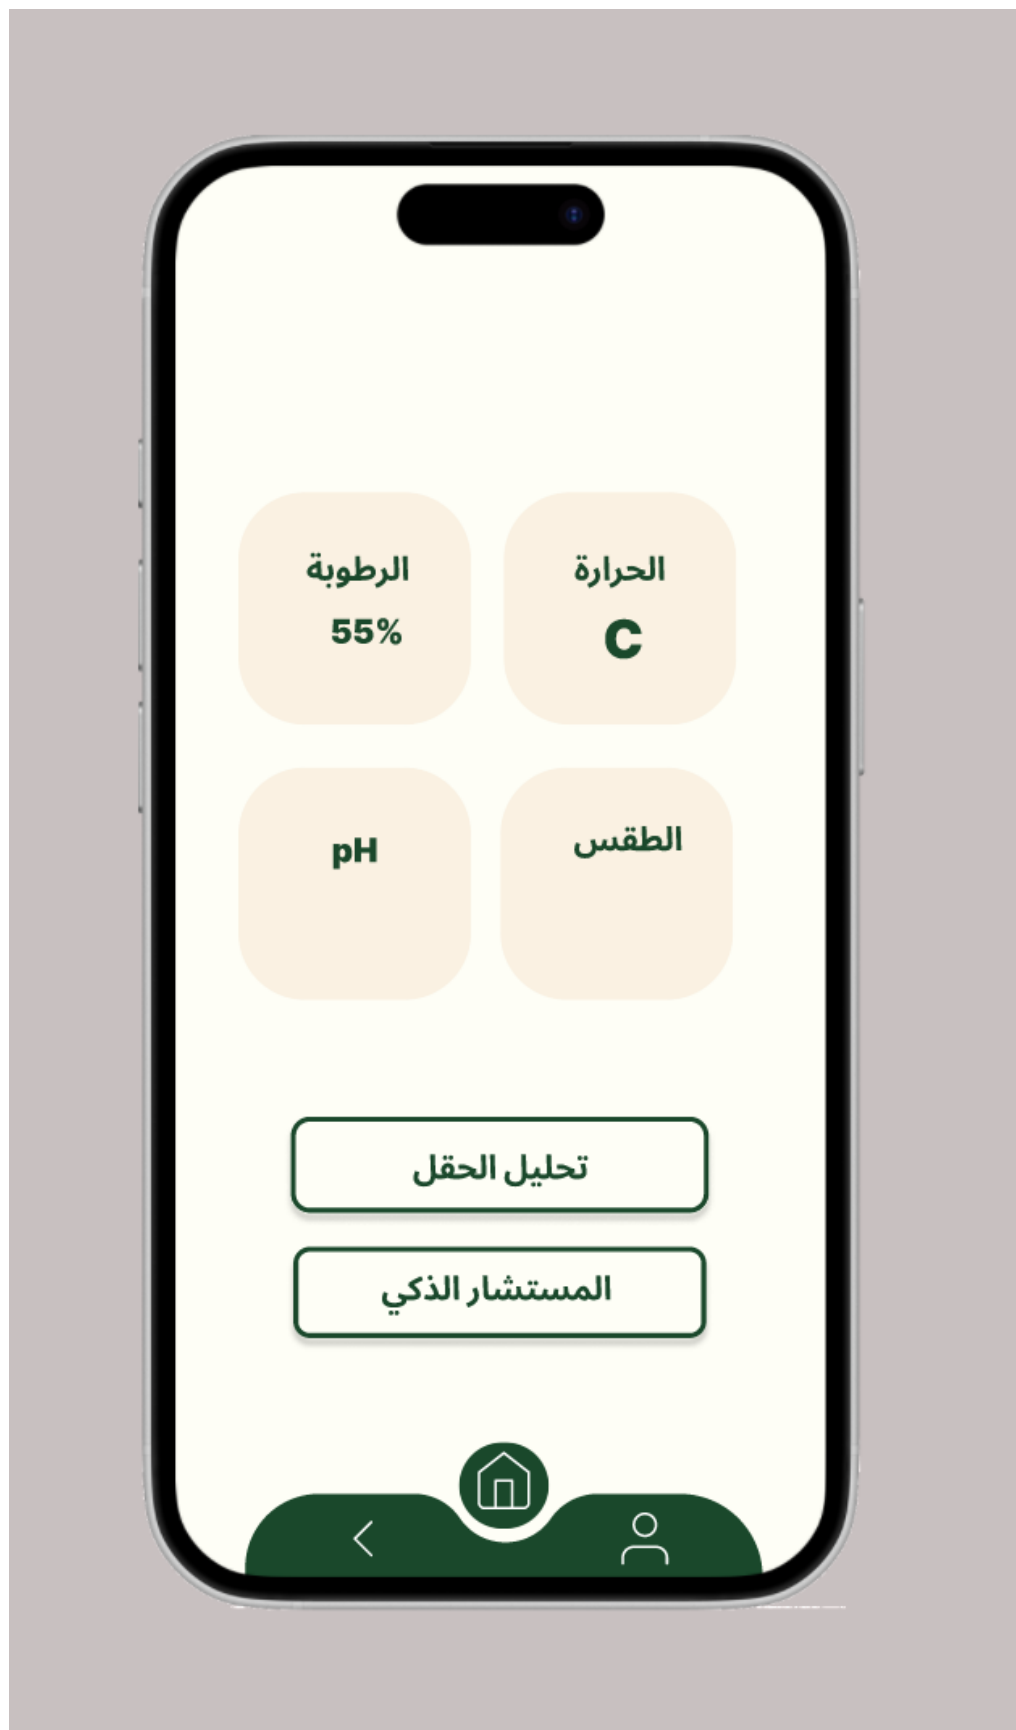 الحرارة
C
الرطوبة
55%
الطقس
pH
تحليل الحقل
المستشار الذكي